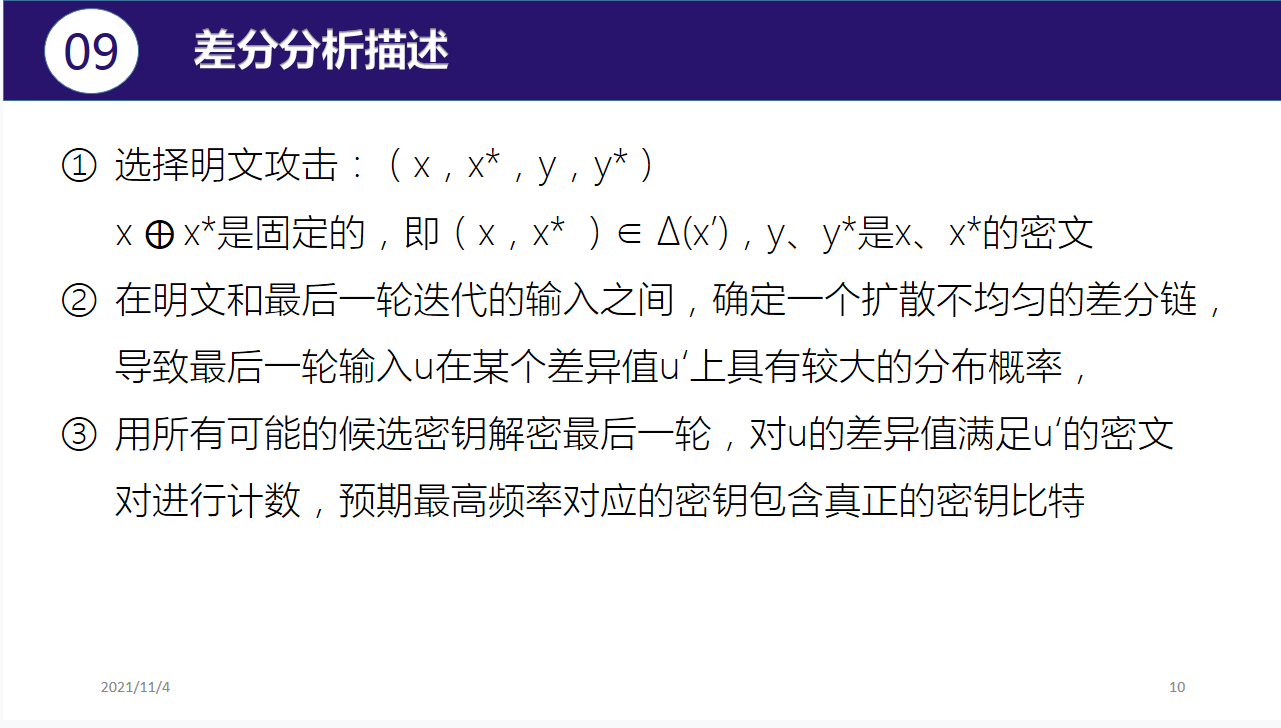 09
差分分析描述
① 选择明文攻击：（ x , x* , y , y* ）
x ⊕ x*是固定的，即（ x , x* ）∈ Δ(x′) , y、y*是x、x*的密文
② 在明文和最后一轮迭代的输入之间，确定一个扩散不均匀的差分链，
导致最后一轮输入u在某个差异值u‘上具有较大的分布概率，
③ 用所有可能的候选密钥解密最后一轮，对u的差异值满足u‘的密文
对进行计数，预期最高频率对应的密钥包含真正的密钥比特
2021/11/4
10